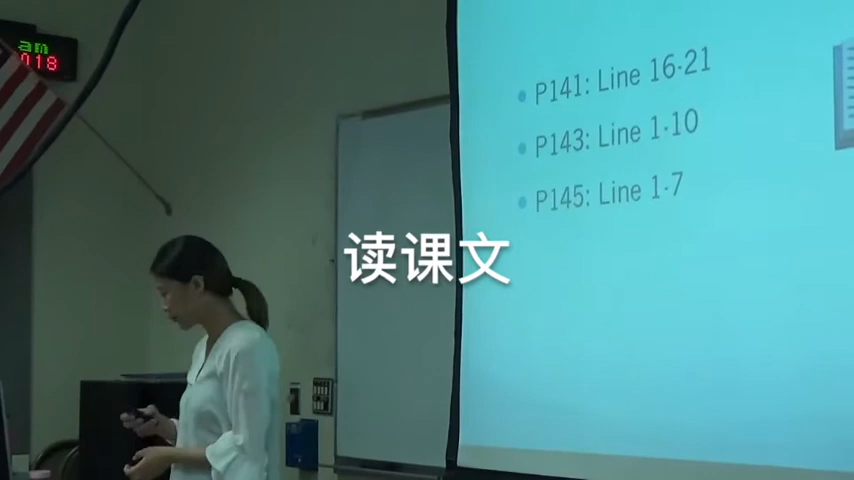 am
018
P141: Line 16-21
P143: Line 1-10
P145: Line 1-7
读课文